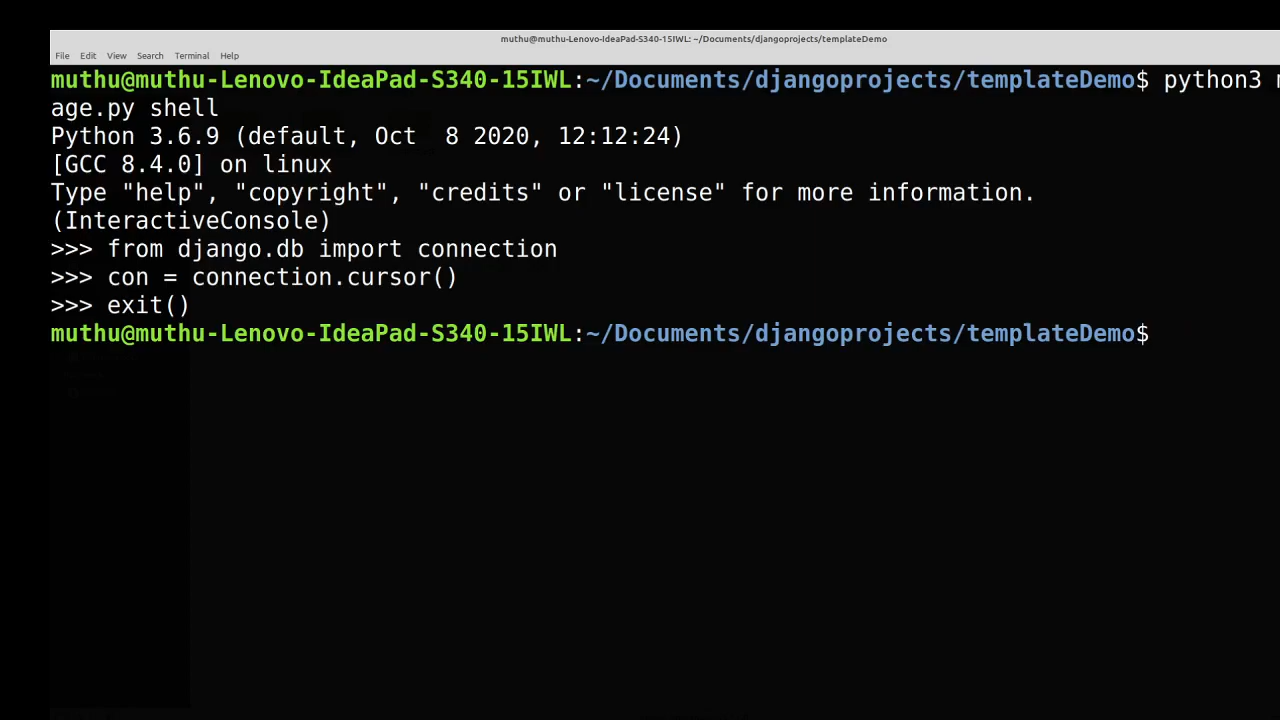 muthu@muthu-Lenovo-IdeaPad-S340-15IWL: ~/Documents/djangoprojects/templateDemo
File Edit View Search Terminal Help
muthu@muthu-Lenovo-IdeaPad-S340-15IWL:~/Documents/djangoprojects/templateDemo$ python3
age.py shell
Python 3.6.9 (default, Oct  8 2020, 12:12:24)
[GCC 8.4.0] on linux
Type "help", "copyright", "credits" or "license" for more information.
(InteractiveConsole)
>>> from django.db import connection
>>> con = connection.cursor()
>>> exit()
muthu@muthu-Lenovo-IdeaPad-S340-15IWL:~/Documents/djangoprojects/templateDemo$